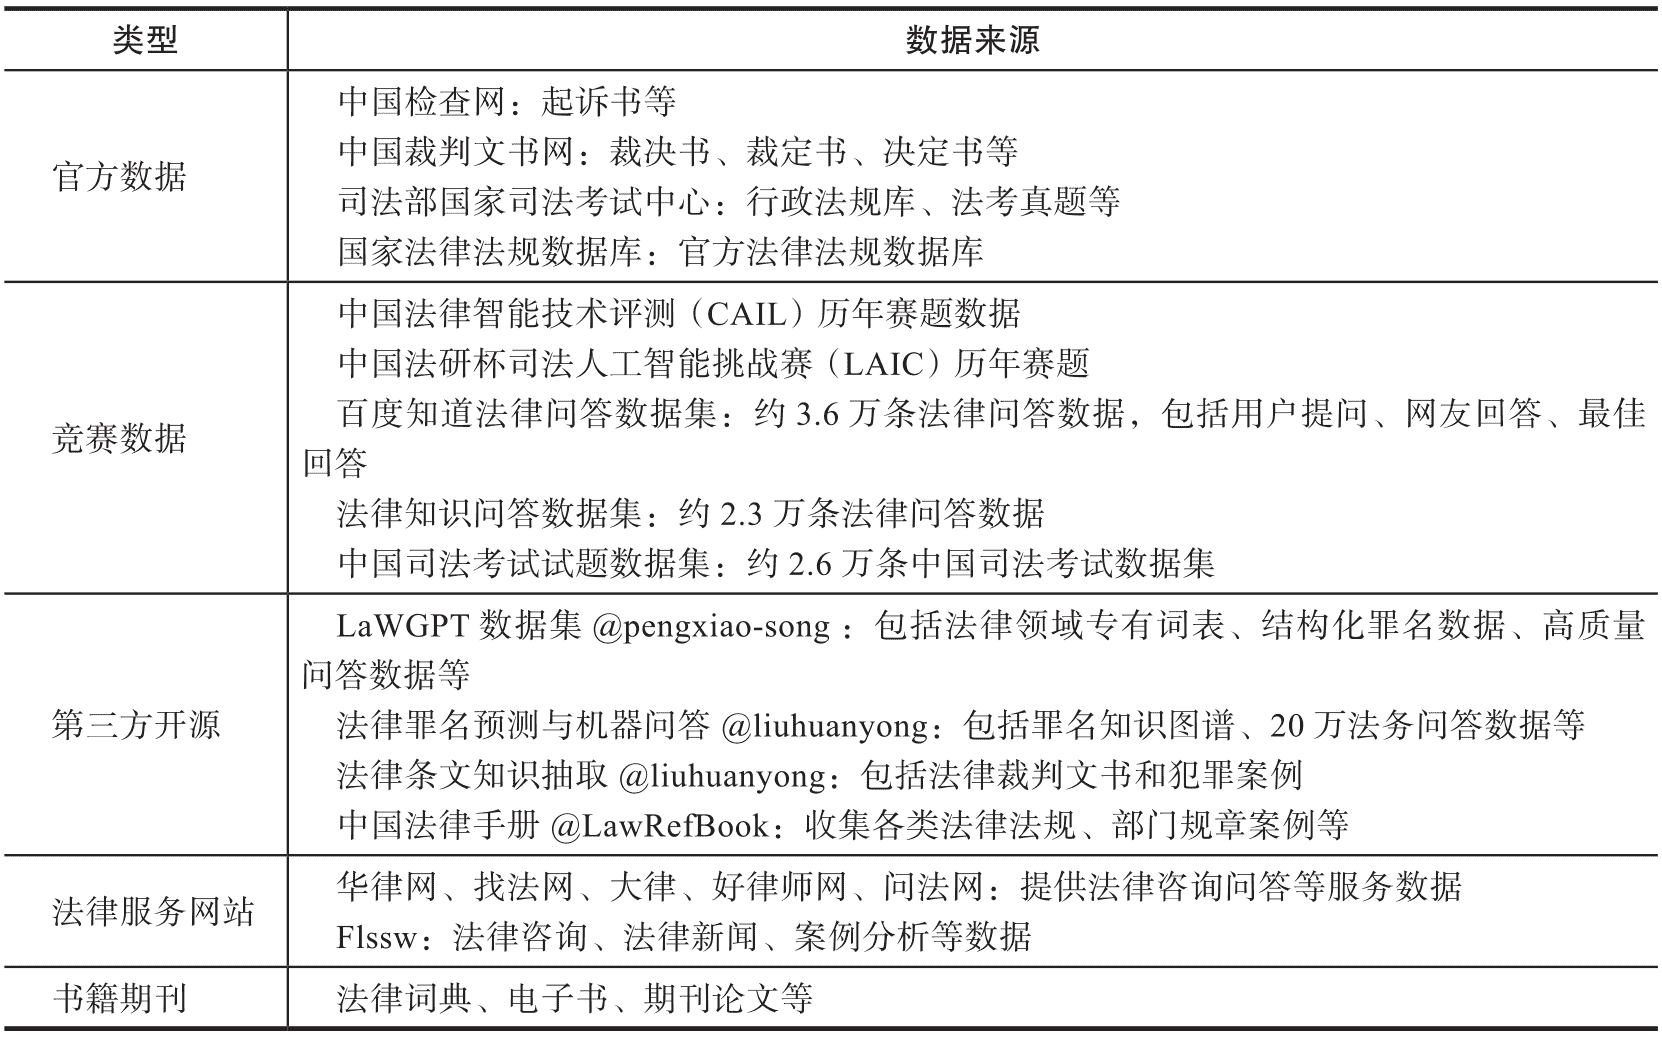 类型 数据来源
官方数据
中国检查网：起诉书等
中国裁判文书网：裁决书、裁定书、决定书等
司法部国家司法考试中心：行政法规库、法考真题等
国家法律法规数据库：官方法律法规数据库
竞赛数据
中国法律智能技术评测（CAIL）历年赛题数据
中国法研杯司法人工智能挑战赛（LAIC）历年赛题
百度知道法律问答数据集：约 3.6 万条法律问答数据，包括用户提问、网友回答、最佳
回答
法律知识问答数据集：约 2.3 万条法律问答数据
中国司法考试试题数据集：约 2.6 万条中国司法考试数据集
第三方开源
LaWGPT 数据集 @pengxiao-song ：包括法律领域专有词表、结构化罪名数据、高质量
问答数据等
法律罪名预测与机器问答 @liuhuanyong：包括罪名知识图谱、20 万法务问答数据等
法律条文知识抽取 @liuhuanyong：包括法律裁判文书和犯罪案例
中国法律手册 @LawRefBook：收集各类法律法规、部门规章案例等
法律服务网站
华律网、找法网、大律、好律师网、问法网：提供法律咨询问答等服务数据
Flssw：法律咨询、法律新闻、案例分析等数据
书籍期刊
法律词典、电子书、期刊论文等